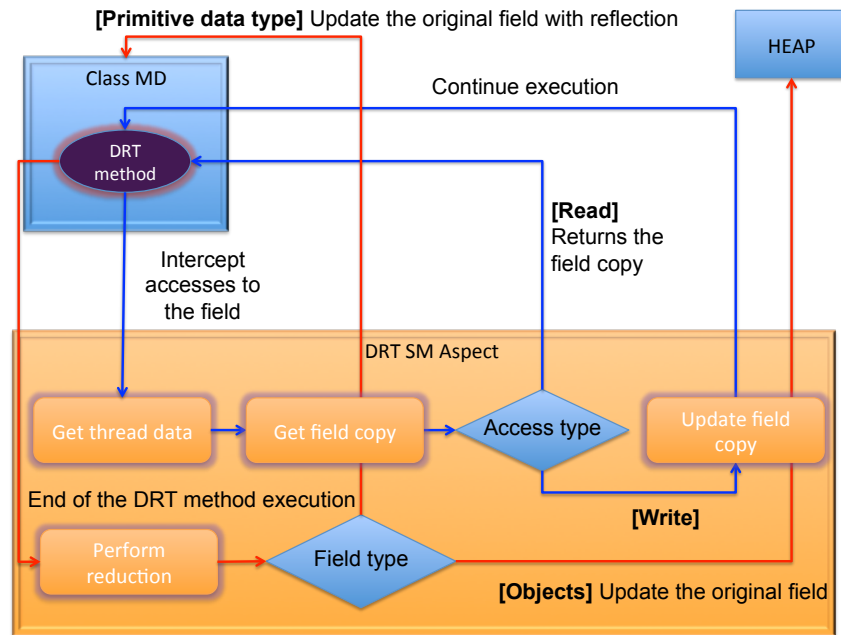 [Primitive data type] Update the original field with reflection
HEAP
Class MD
Continue execution
DRT
method
[Read]
Returns the
field copy
Intercept
accesses to
the field
DRT SM Aspect
Get thread data
Get field copy
Access type
Update field
copy
End of the DRT method execution
[Write]
Perform
reduction
Field type
[Objects] Update the original field